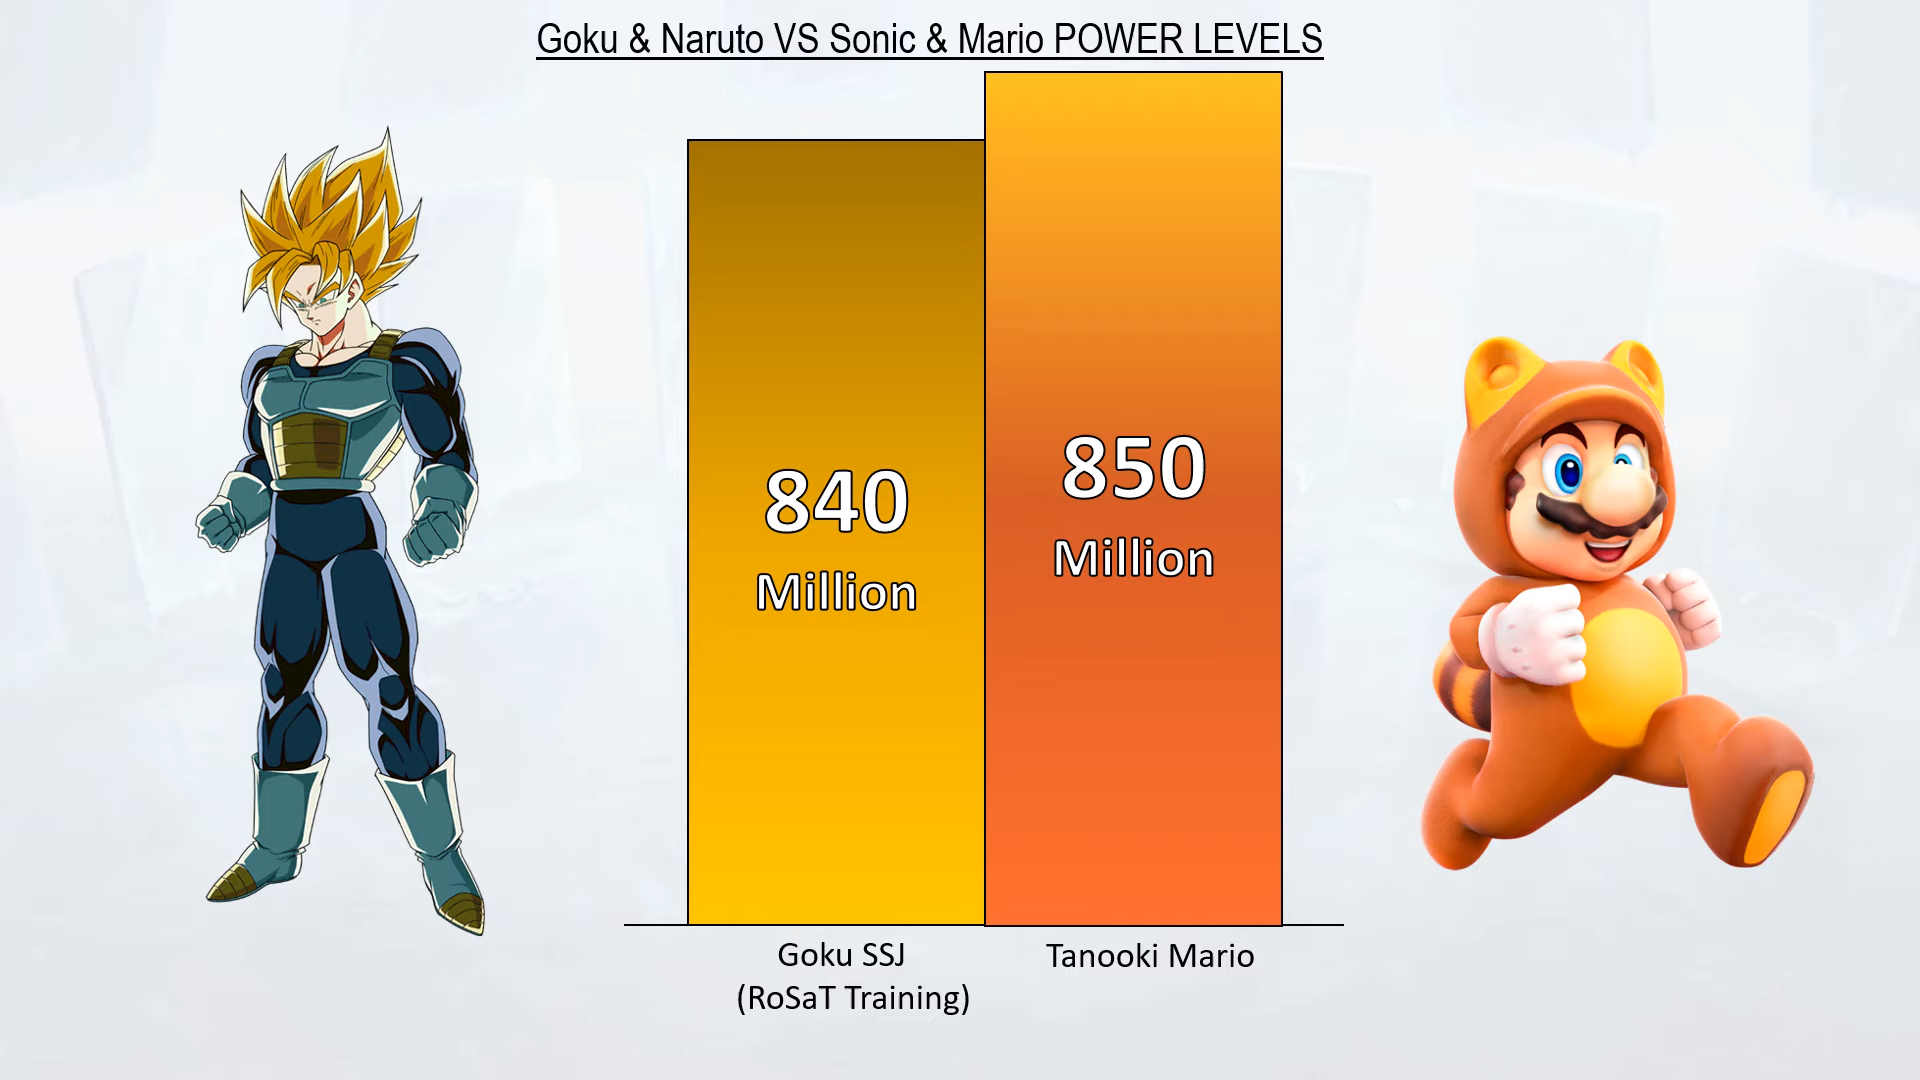 Goku & Naruto VS Sonic & Mario POWER LEVELS
840
Million
850
Million
Goku SSJ
(RoSaT Training)
Tanooki Mario